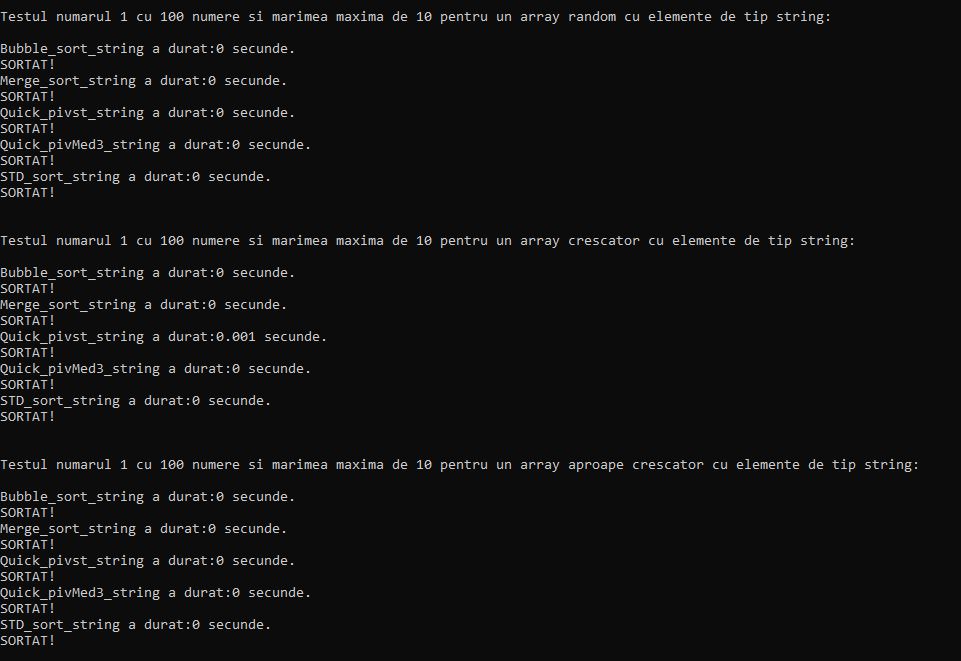 Testul numarul 1 cu 100 numere si marimea maxima de 10 pentru un array random cu elemente de tip string:
Bubble_sort_string a durat:0 secunde.
SORTAT!
Merge_sort_string a durat:0 secunde.
SORTAT!
Quick_pivst_string a durat:0 secunde.
SORTAT!
Quick_pivMed3_string a durat:0 secunde.
SORTAT!
STD_sort_string a durat:0 secunde.
SORTAT!
Testul numarul 1 cu 100 numere si marimea maxima de 10 pentru un array crescator cu elemente de tip string:
Bubble_sort_string a durat:0 secunde.
SORTAT!
Merge_sort_string a durat:0 secunde.
SORTAT!
Quick_pivst_string a durat:0.001 secunde.
SORTAT!
Quick_pivMed3_string a durat:0 secunde.
SORTAT!
STD_sort_string a durat:0 secunde.
SORTAT!
Testul numarul 1 cu 100 numere si marimea maxima de 10 pentru un array aproape crescator cu elemente de tip string:
Bubble_sort_string a durat:0 secunde.
SORTAT!
Merge_sort_string a durat:0 secunde.
SORTAT!
Quick_pivst_string a durat:0 secunde.
SORTAT!
Quick_pivMed3_string a durat:0 secunde.
SORTAT!
STD_sort_string a durat:0 secunde.
SORTAT!